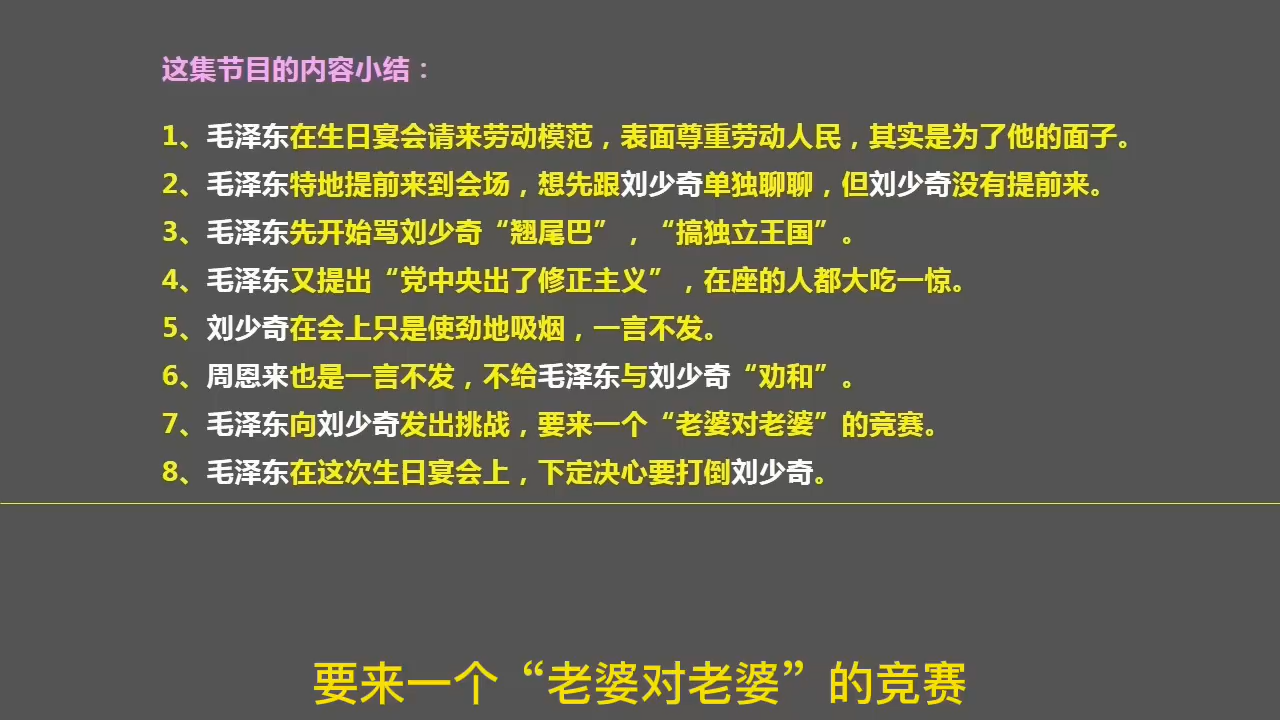 这集节目的内容小结：
1、毛泽东在生日宴会请来劳动模范，表面尊重劳动人民，其实是为了他的面子。
2、毛泽东特地提前来到会场，想先跟刘少奇单独聊聊，但刘少奇没有提前来。
3、毛泽东先开始骂刘少奇“翘尾巴”，“搞独立王国”。
4、毛泽东又提出“党中央出了修正主义”，在座的人都大吃一惊。
5、刘少奇在会上只是使劲地吸烟，一言不发。
6、周恩来也是一言不发，不给毛泽东与刘少奇“劝和”。
7、毛泽东向刘少奇发出挑战，要来一个“老婆对老婆”的竞赛。
8、毛泽东在这次生日宴会上，下定决心要打倒刘少奇。
要来一个“老婆对老婆”的竞赛